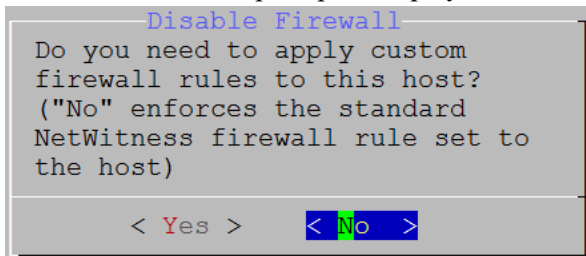 Disable Firewall
Do you need to apply custom
firewall rules to this host?
("No" enforces the standard
NetWitness firewall rule set to
the host)
< Yes > < No >